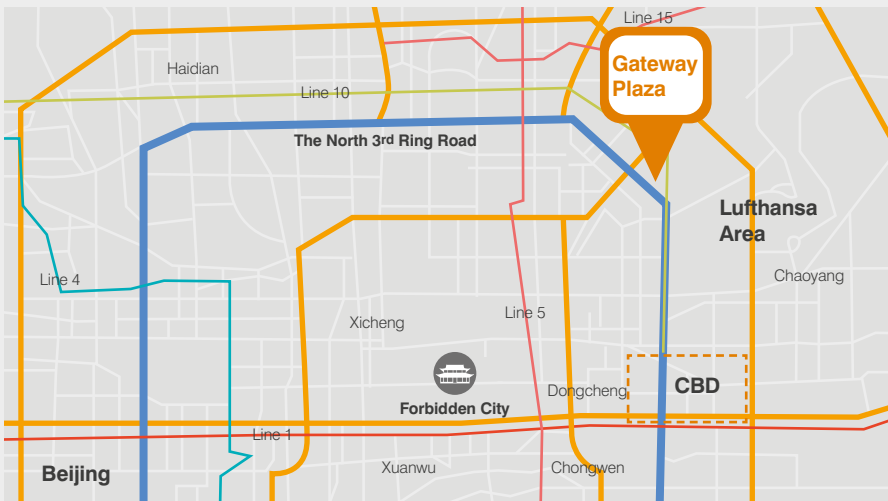 Line 15
Haidian
Gateway
Plaza
Line 10
The North 3rd Ring Road
Lufthansa
Area
Line 4
Chaoyang
Xicheng
Line 5
Dongcheng
CBD
Forbidden City
Line 1
Beijing
Xuanwu
Chongwen